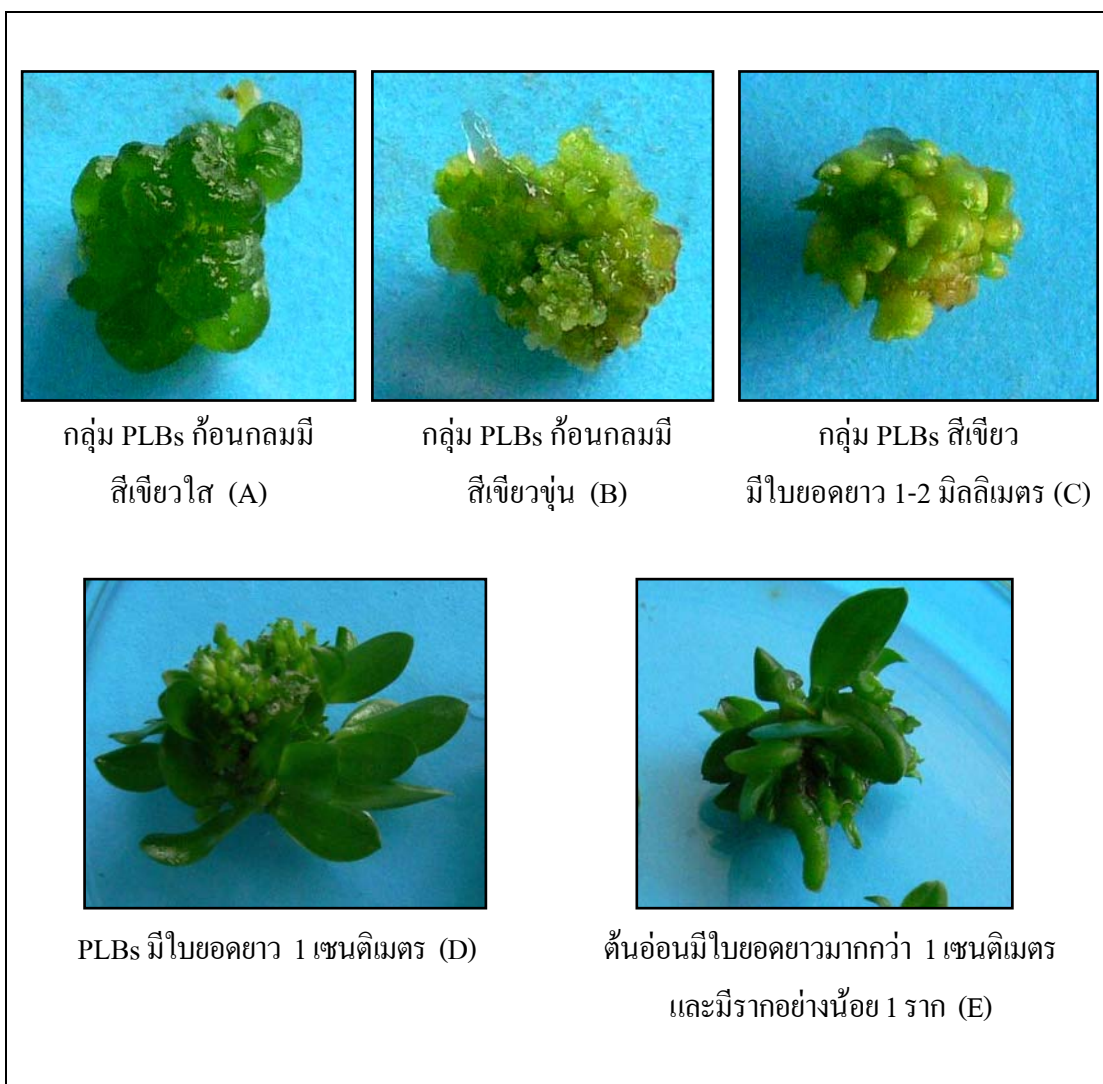 กลุ่ม PLBs ก้อนกลมมี
สีเขียวใส (A)
กลุ่ม PLBs ก้อนกลมมี
สีเขียวขุ่น (B)
กลุ่ม PLBs สีเขียว
มีใบยอดยาว 1-2 มิลลิเมตร (C)
PLBs มีใบยอดยาว 1 เซนติเมตร (D)
ต้นอ่อนมีใบยอดยาวมากกว่า 1 เซนติเมตร
และมีรากอย่างน้อย 1 ราก (E)